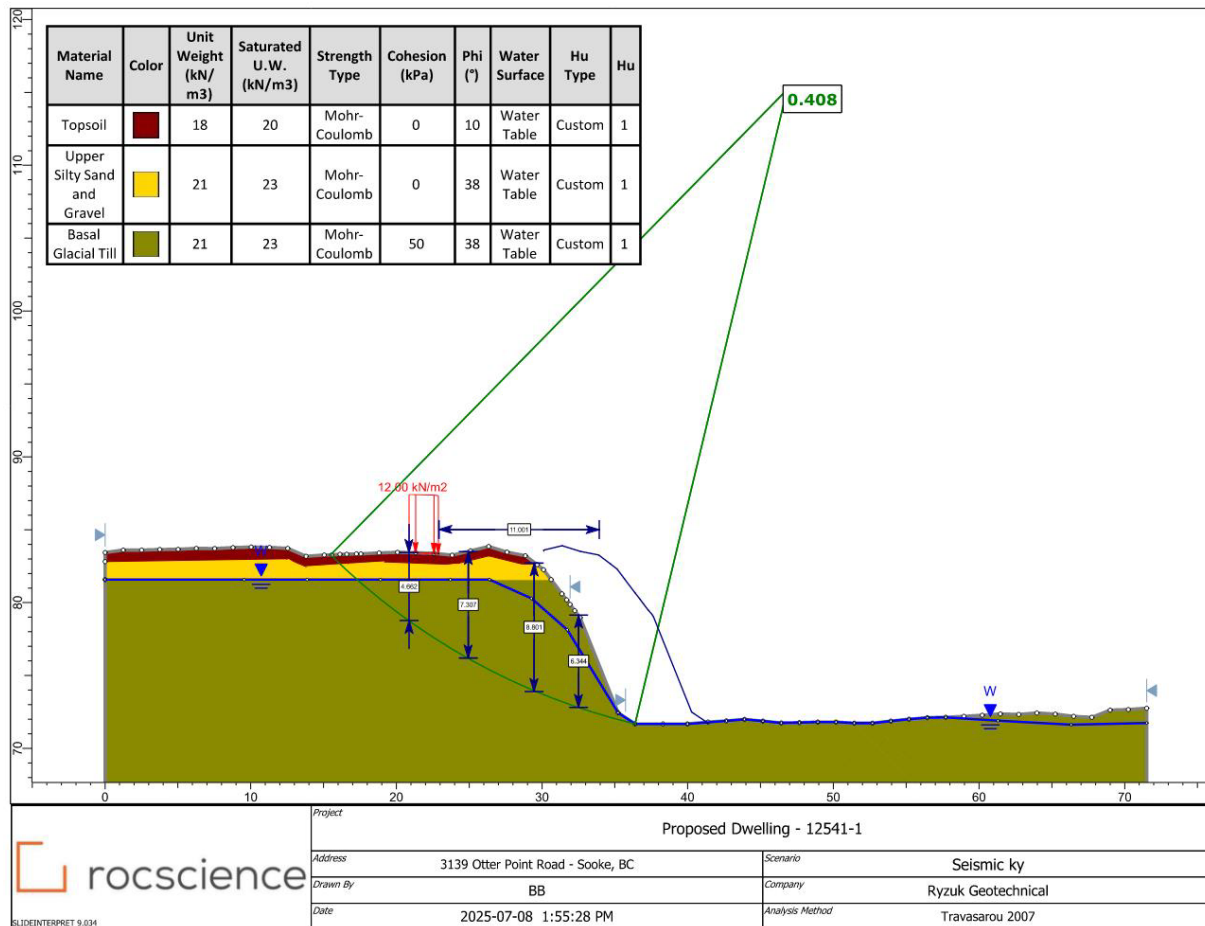 120
110
100
90
80
70
Material Name Color Unit Weight (kN/ m3) Saturated U.W. (kN/m3) Strength Type Cohesion (kPa) Phi (°) Water Surface Hu Type Hu
Topsoil 18 20 Mohr-Coulomb 0 10 Water Table Custom 1
Upper Silty Sand and Gravel 21 23 Mohr-Coulomb 0 38 Water Table Custom 1
Basal Glacial Till 21 23 Mohr-Coulomb 50 38 Water Table Custom 1
0.408
12.00 kN/m2
11.001
W
4.662
7.307
8.801
6.344
W
0 10 20 30 40 50 60 70
rocscience
SLIDEINTERPRET 9.034
Project
Proposed Dwelling - 12541-1
Address 3139 Otter Point Road - Sooke, BC Scenario Seismic ky
Drawn By BB Company Ryzuk Geotechnical
Date 2025-07-08 1:55:28 PM Analysis Method Travasarou 2007